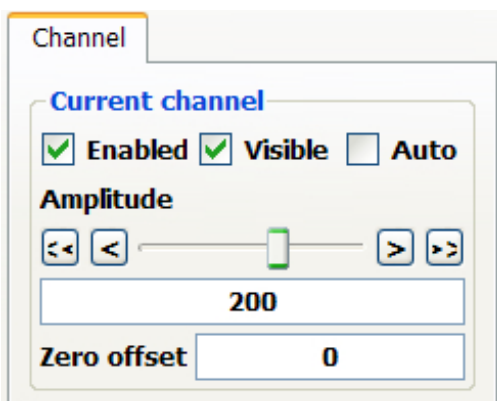 Channel
Current channel
Enabled Visible Auto
Amplitude
<< < > >>
200
Zero offset 0